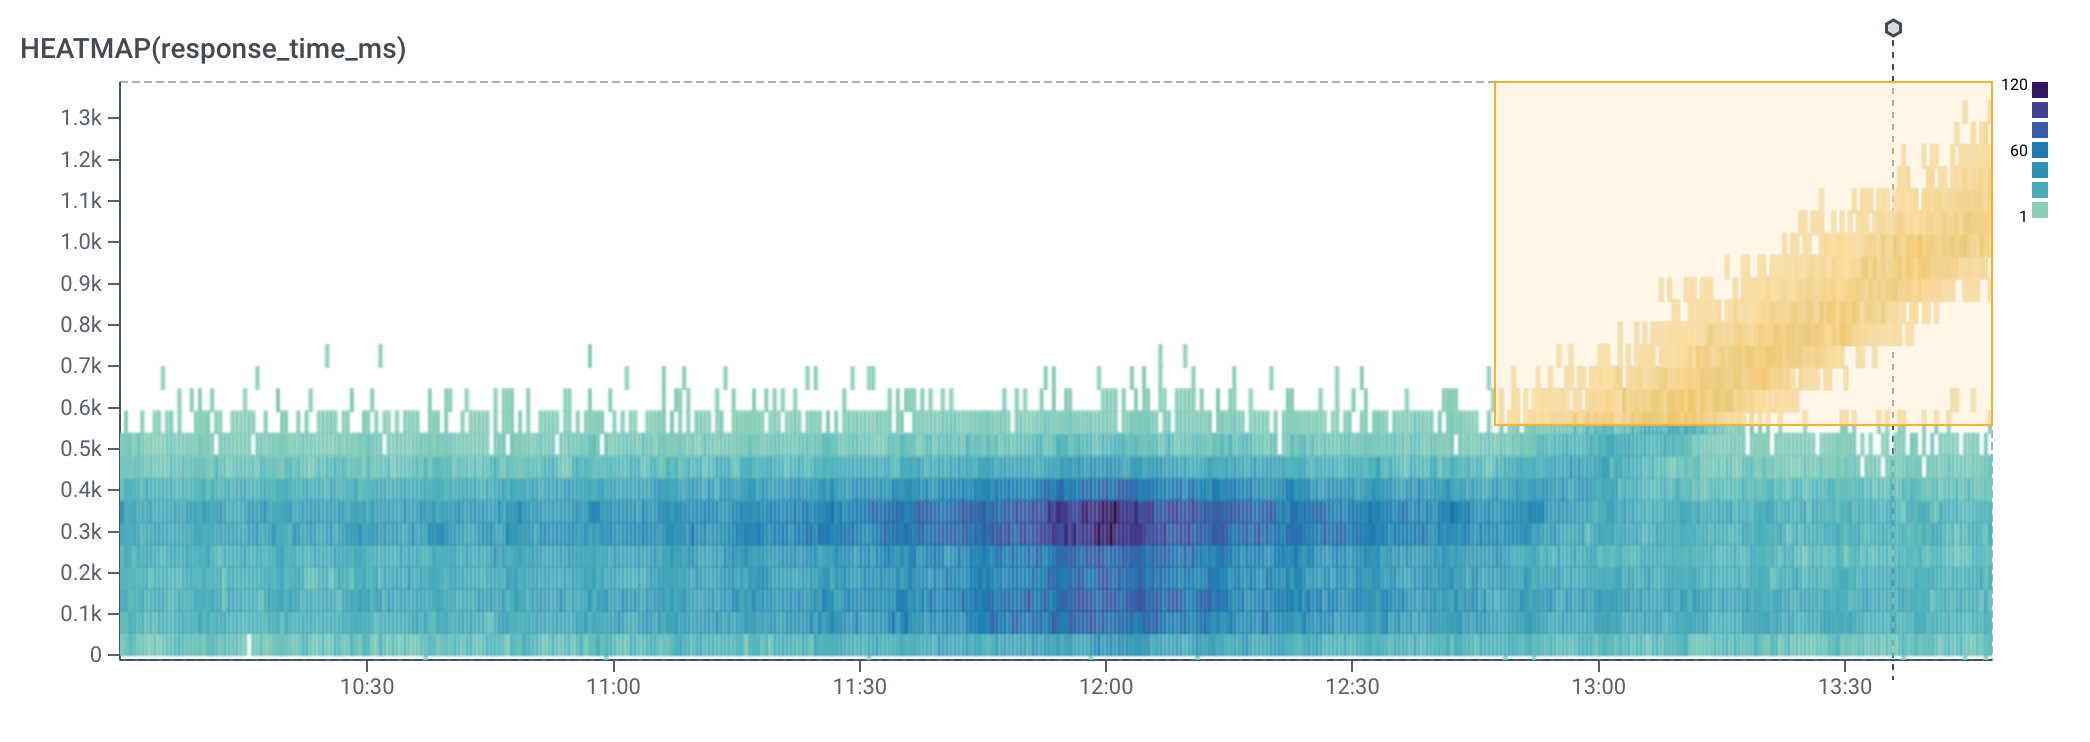 HEATMAP(response_time_ms)
120
60
1
1.3k
1.2k
1.1k
1.0k
0.9k
0.8k
0.7k
0.6k
0.5k
0.4k
0.3k
0.2k
0.1k
0
10:30 11:00 11:30 12:00 12:30 13:00 13:30